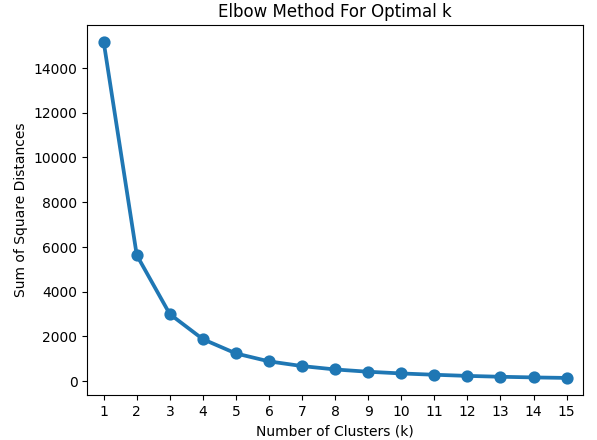 Elbow Method For Optimal k
Sum of Square Distances
14000
12000
10000
8000
6000
4000
2000
0
1 2 3 4 5 6 7 8 9 10 11 12 13 14 15
Number of Clusters (k)